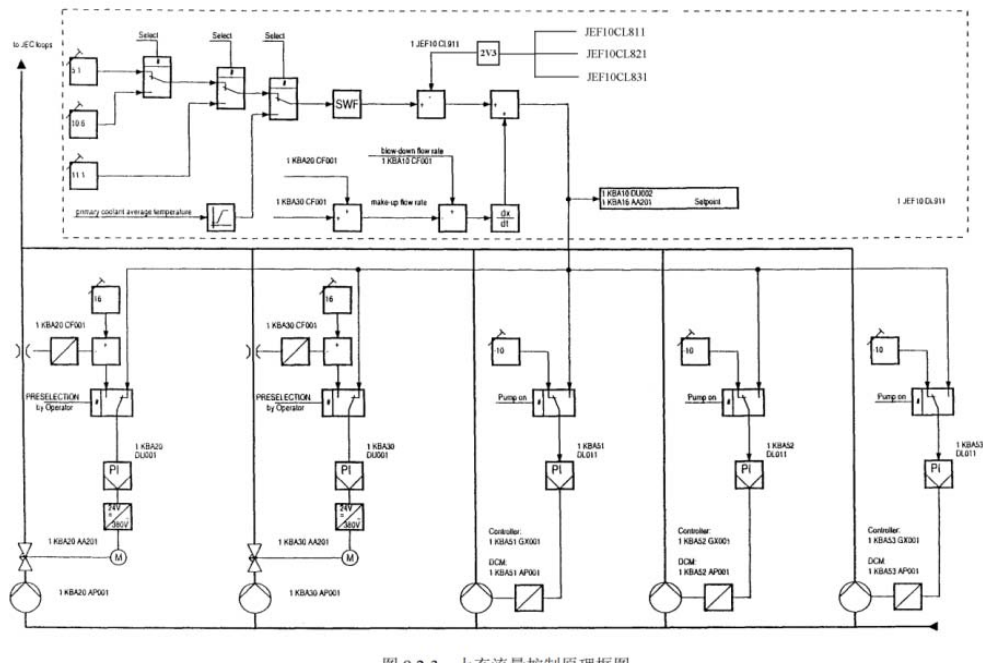 to JEC loops
Select
Select
Select
1 JEF10 CL911
2V3
JEF10CL811
JEF10CL821
JEF10CL831
5 1
10 6
11 1
SWF
blow-down flow rate
1 KBA10 CF001
1 KBA20 CF001
1 KBA30 CF001
make-up flow rate
primary coolant average temperature
dx
dt
1 KBA10 DU002
1 KBA16 AA201
Setpoint
1 JEF10 DL911
16
1 KBA20 CF001
PRESELECTION
by Operator
1 KBA20
DU001
PI
24V
=
380V
1 KBA20 AA201
M
1 KBA20 AP001
16
1 KBA30 CF001
PRESELECTION
by Operator
1 KBA30
DU001
PI
24V
=
380V
1 KBA30 AA201
M
1 KBA30 AP001
-10
Pump on
1 KBA51
DL011
PI
Controller:
1 KBA51 GX001
DCM:
1 KBA51 AP001
-10
Pump on
1 KBA52
DL011
PI
Controller:
1 KBA52 GX001
DCM:
1 KBA52 AP001
-10
Pump on
1 KBA53
DL011
PI
Controller:
1 KBA53 GX001
DCM:
1 KBA53 AP001